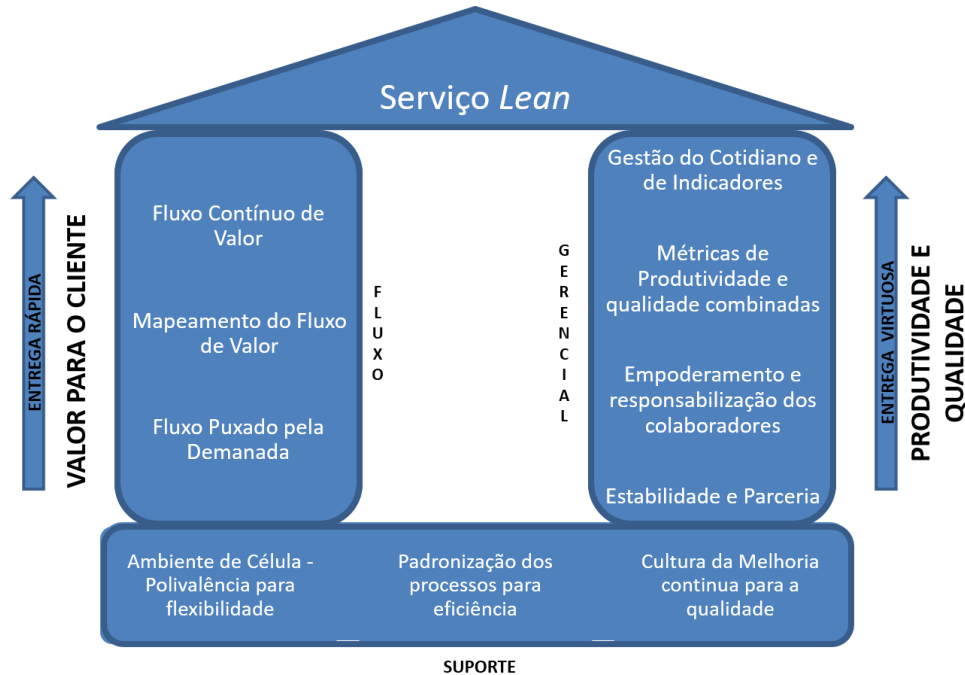 Serviço Lean
ENTREGA RÁPIDA
VALOR PARA O CLIENTE
Fluxo Contínuo de
Valor
Mapeamento do Fluxo
de Valor
Fluxo Puxado pela
Demanada
FLUXO
GERENCIAL
Gestão do Cotidiano e
de Indicadores
Métricas de
Produtividade e
qualidade combinadas
Empoderamento e
responsabilização dos
colaboradores
Estabilidade e Parceria
ENTREGA VIRTUOSA
PRODUTIVIDADE E
QUALIDADE
Ambiente de Célula -
Polivalência para
flexibilidade
Padronização dos
processos para
eficiência
Cultura da Melhoria
continua para a
qualidade
SUPORTE